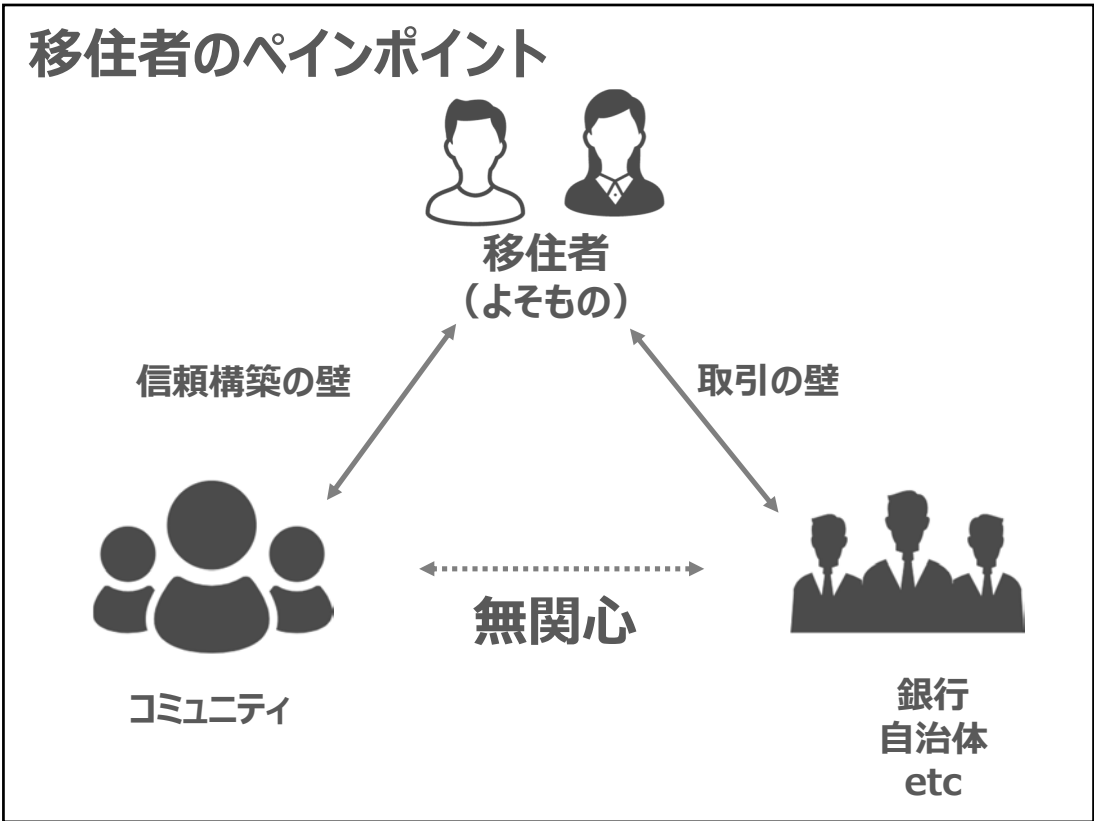 移住者のペインポイント
移住者
（よそもの）
信頼構築の壁
取引の壁
無関心
コミュニティ
銀行
自治体
etc